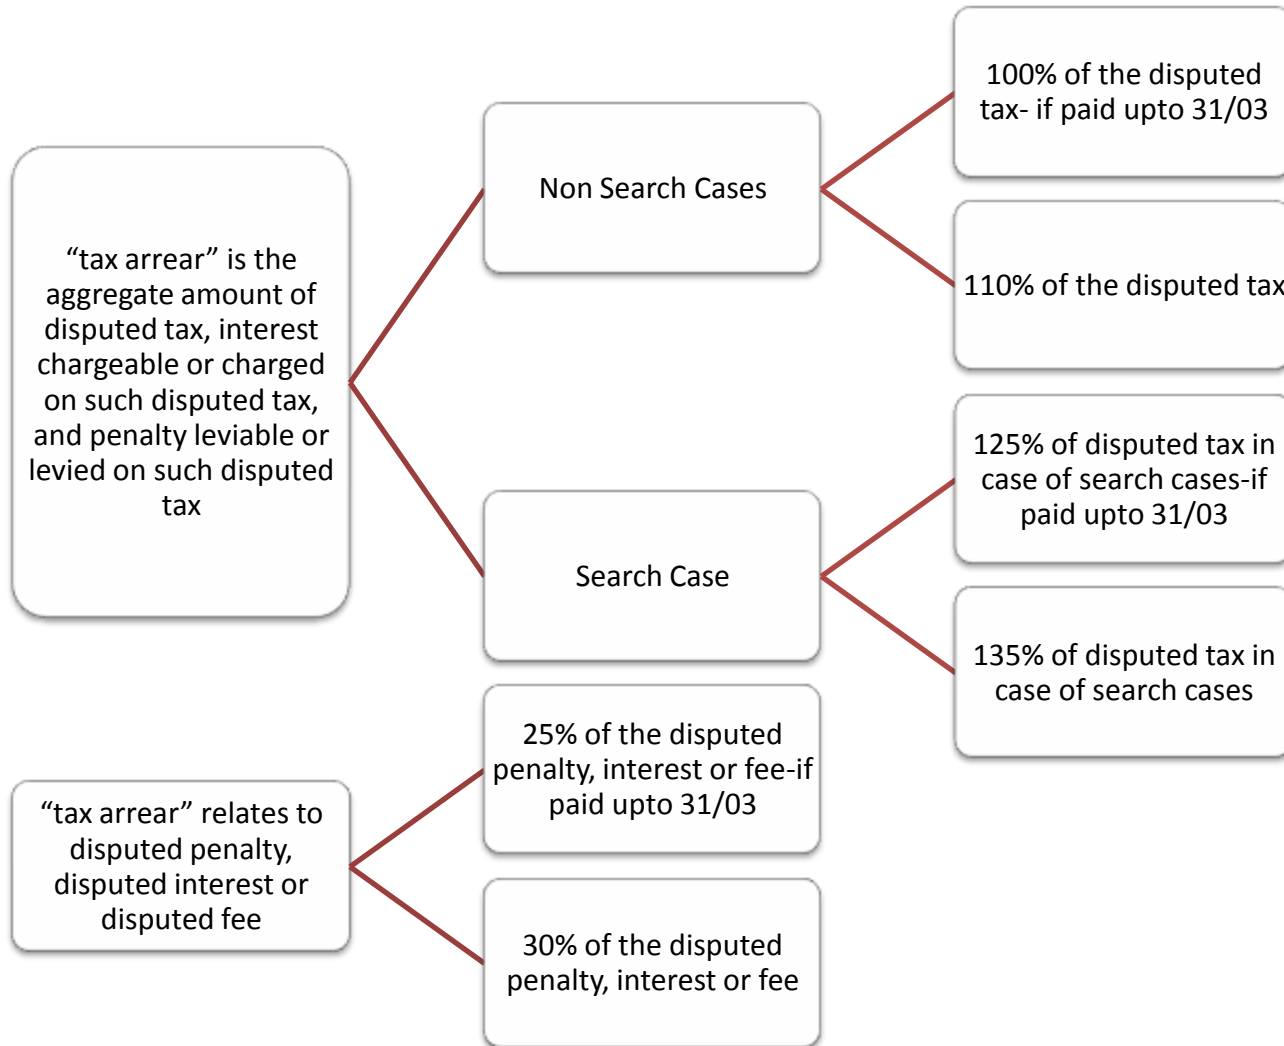 “tax arrear” is the
aggregate amount of
disputed tax, interest
chargeable or charged
on such disputed tax,
and penalty leviable or
levied on such disputed
tax
Non Search Cases
100% of the disputed
tax- if paid upto 31/03
110% of the disputed tax
Search Case
125% of disputed tax in
case of search cases-if
paid upto 31/03
135% of disputed tax in
case of search cases
“tax arrear” relates to
disputed penalty,
disputed interest or
disputed fee
25% of the disputed
penalty, interest or fee-if
paid upto 31/03
30% of the disputed
penalty, interest or fee